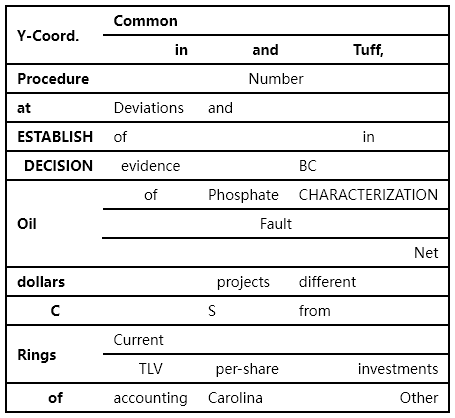 Y-Coord. Common
in and Tuff,
Procedure Number
at Deviations and
ESTABLISH of in
DECISION evidence BC
Oil of Phosphate CHARACTERIZATION
Fault
Net
dollars projects different
C S from
Rings Current
TLV per-share investments
of accounting Carolina Other